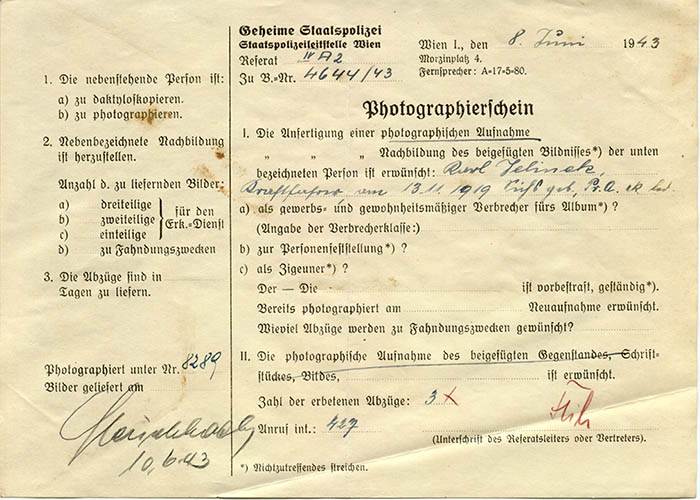 1. Die nebenstehende Person ist:
a) zu daktyloskopieren.
b) zu photographieren.
2. Nebenbezeichnete Nachbildung
ist herzustellen.
Anzahl d. zu liefernden Bilder:
a) dreiteilige
b) zweiteilige
c) einteilige
für den
Erk.-Dienst
d) zu Fahndungszwecken
3. Die Abzüge sind in
Tagen zu liefern.
Photographiert unter Nr. 8289
Bilder geliefert am
10.6.43
Geheime Staatspolizei
Staatspolizeileitstelle Wien
Referat IV A 2
Zu B.-Nr. 4644/43
Wien I., den 8. Juni 1943
Morzinplatz 4.
Fernsprecher: A-17-5-80.
Photographierschein
I. Die Anfertigung einer photographischen Aufnahme
„ „ „ Nachbildung des beigefügten Bildnisses*) der unten
bezeichneten Person ist erwünscht: Karl Jelinek,
am 13.11.1919 geb,
a) als gewerbs- und gewohnheitsmäßiger Verbrecher fürs Album*) ?
(Angabe der Verbrecherklasse:)
b) zur Personenfeststellung*) ?
c) als Zigeuner*) ?
Der — Die ist vorbestraft, geständig*).
Bereits photographiert am Neuaufnahme erwünscht.
Wieviel Abzüge werden zu Fahndungszwecken gewünscht?
II. Die photographische Aufnahme des beigefügten Gegenstandes, Schrift-
stückes, Bildes, ist erwünscht.
Zahl der erbetenen Abzüge: 3 x
Anruf int.: 427
(Unterschrift des Referatsleiters oder Vertreters).
*) Nichtzutreffendes streichen.